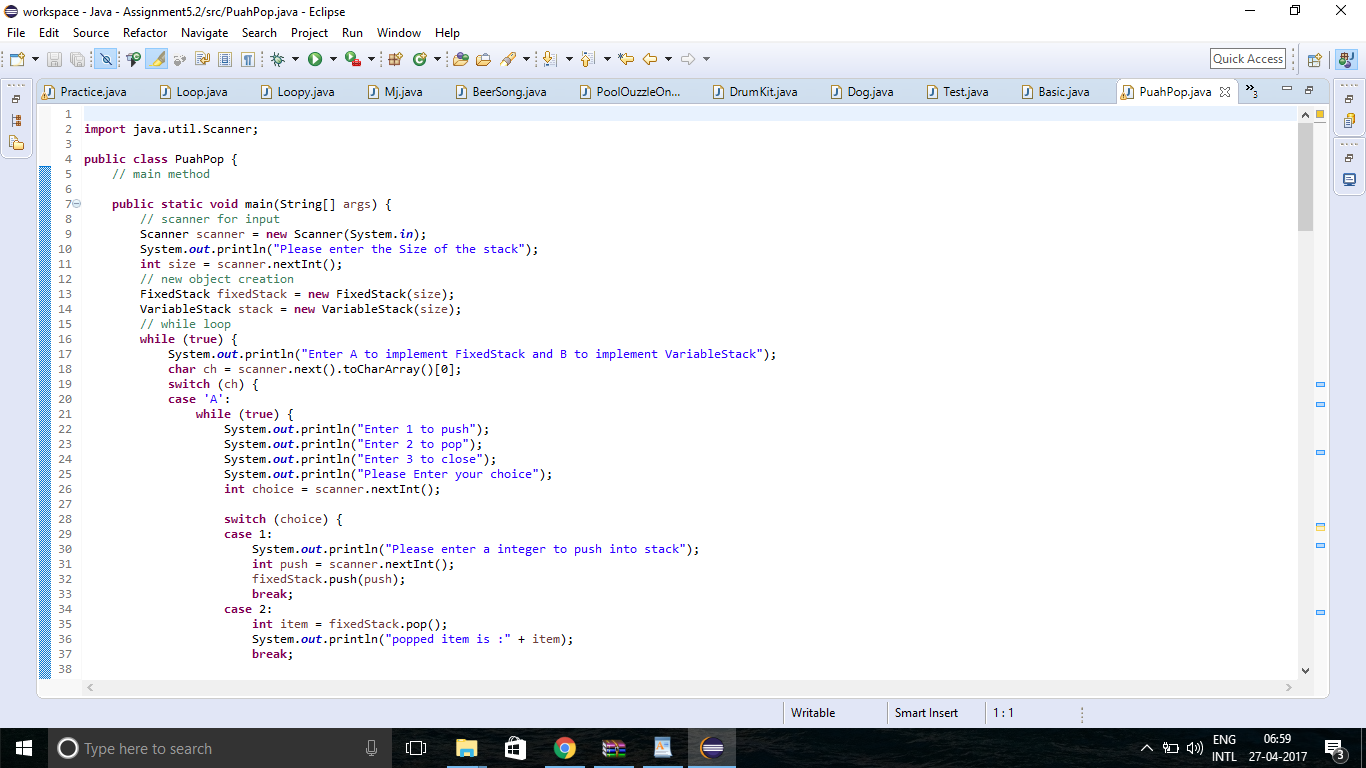 workspace - Java - Assignment5.2/src/PuahPop.java - Eclipse
File Edit Source Refactor Navigate Search Project Run Window Help
Quick Access
Practice.java Loop.java Loopy.java Mj.java BeerSong.java PoolOuzzleOn... DrumKit.java Dog.java Test.java Basic.java PuahPop.java »3
1
2 import java.util.Scanner;
3
4 public class PuahPop {
5 // main method
6
7 public static void main(String[] args) {
8 // scanner for input
9 Scanner scanner = new Scanner(System.in);
10 System.out.println("Please enter the Size of the stack");
11 int size = scanner.nextInt();
12 // new object creation
13 FixedStack fixedStack = new FixedStack(size);
14 VariableStack stack = new VariableStack(size);
15 // while loop
16 while (true) {
17 System.out.println("Enter A to implement FixedStack and B to implement VariableStack");
18 char ch = scanner.next().toCharArray()[0];
19 switch (ch) {
20 case 'A':
21 while (true) {
22 System.out.println("Enter 1 to push");
23 System.out.println("Enter 2 to pop");
24 System.out.println("Enter 3 to close");
25 System.out.println("Please Enter your choice");
26 int choice = scanner.nextInt();
27
28 switch (choice) {
29 case 1:
30 System.out.println("Please enter a integer to push into stack");
31 int push = scanner.nextInt();
32 fixedStack.push(push);
33 break;
34 case 2:
35 int item = fixedStack.pop();
36 System.out.println("popped item is :" + item);
37 break;
38
Writable Smart Insert 1 : 1
Type here to search
ENG 06:59
INTL 27-04-2017 3